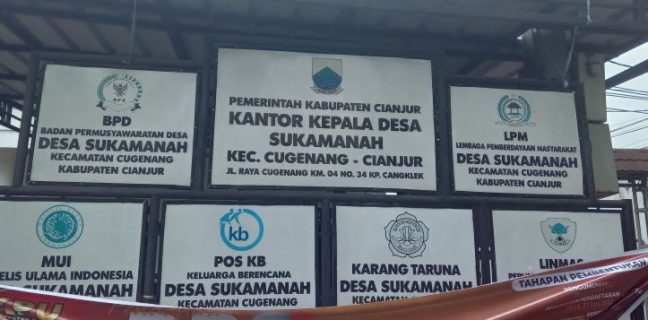 BPD
BADAN PERMUSYAWARATAN DESA
DESA SUKAMANAH
KECAMATAN CUGENANG
KABUPATEN CIANJUR
PEMERINTAH KABUPATEN CIANJUR
KANTOR KEPALA DESA
SUKAMANAH
KEC. CUGENANG - CIANJUR
JL. RAYA CUGENANG KM. 04 NO. 34 KP. CANGKLEK
LPM
LEMBAGA PEMBERDAYAAN MASYARAKAT
DESA SUKAMANAH
KECAMATAN CUGENANG
KABUPATEN CIANJUR
MUI
ELIS ULAMA INDONESIA
DESA SUKAMANAH
kb
POS KB
KELUARGA BERENCANA
DESA SUKAMANAH
KECAMATAN CUGENANG
KARANG TARUNA
DESA SUKAMANAH
KECAMATAN
LINMAS
TAHAPAN PEMBENTUKAN
PENDAFTARAN